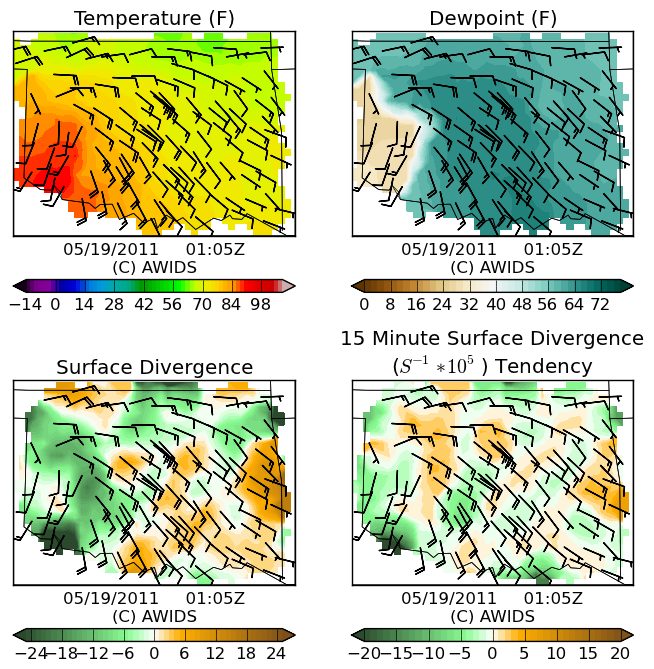 Temperature (F)
Dewpoint (F)
05/19/2011 01:05Z
(C) AWIDS
05/19/2011 01:05Z
(C) AWIDS
−14 0 14 28 42 56 70 84 98
0 8 16 24 32 40 48 56 64 72
Surface Divergence
15 Minute Surface Divergence
(S⁻¹ *10⁵ ) Tendency
05/19/2011 01:05Z
(C) AWIDS
05/19/2011 01:05Z
(C) AWIDS
−24 −18 −12 −6 0 6 12 18 24
−20 −15 −10 −5 0 5 10 15 20